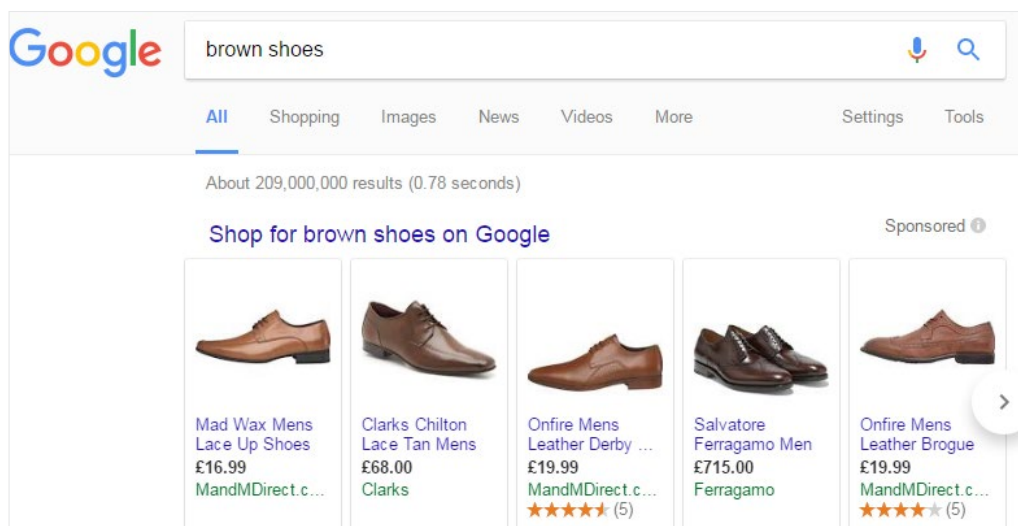 Google
brown shoes
All Shopping Images News Videos More Settings Tools
About 209,000,000 results (0.78 seconds)
Shop for brown shoes on Google
Sponsored
Mad Wax Mens
Lace Up Shoes
£16.99
MandMDirect.c...
Clarks Chilton
Lace Tan Mens
£68.00
Clarks
Onfire Mens
Leather Derby ...
£19.99
MandMDirect.c...
(5)
Salvatore
Ferragamo Men
£715.00
Ferragamo
Onfire Mens
Leather Brogue
£19.99
MandMDirect.c...
(5)